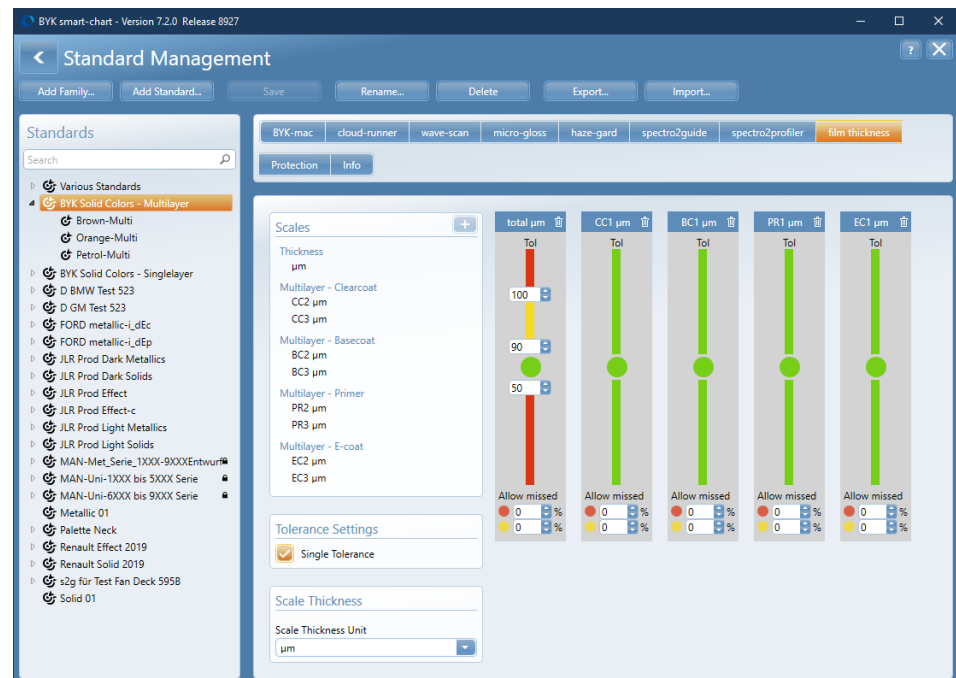 BYK smart-chart - Version 7.2.0 Release 8927
Standard Management
?
Add Family...
Add Standard...
Save
Rename...
Delete
Export...
Import...
Standards
Search
Various Standards
BYK Solid Colors - Multilayer
Brown-Multi
Orange-Multi
Petrol-Multi
BYK Solid Colors - Singlelayer
D BMW Test 523
D GM Test 523
FORD metallic-i_dEc
FORD metallic-i_dEp
JLR Prod Dark Metallics
JLR Prod Dark Solids
JLR Prod Effect
JLR Prod Effect-c
JLR Prod Light Metallics
JLR Prod Light Solids
MAN-Met_Serie_1XXX-9XXXEntwurf
MAN-Uni-1XXX bis 5XXX Serie
MAN-Uni-6XXX bis 9XXX Serie
Metallic 01
Palette Neck
Renault Effect 2019
Renault Solid 2019
s2g für Test Fan Deck 595B
Solid 01
BYK-mac
cloud-runner
wave-scan
micro-gloss
haze-gard
spectro2guide
spectro2profiler
film thickness
Protection
Info
Scales
+
Thickness
µm
Multilayer - Clearcoat
CC2 µm
CC3 µm
Multilayer - Basecoat
BC2 µm
BC3 µm
Multilayer - Primer
PR2 µm
PR3 µm
Multilayer - E-coat
EC2 µm
EC3 µm
Tolerance Settings
Single Tolerance
Scale Thickness
Scale Thickness Unit
µm
total µm
Tol
100
90
50
Allow missed
0 %
0 %
CC1 µm
Tol
Allow missed
0 %
0 %
BC1 µm
Tol
Allow missed
0 %
0 %
PR1 µm
Tol
Allow missed
0 %
0 %
EC1 µm
Tol
Allow missed
0 %
0 %